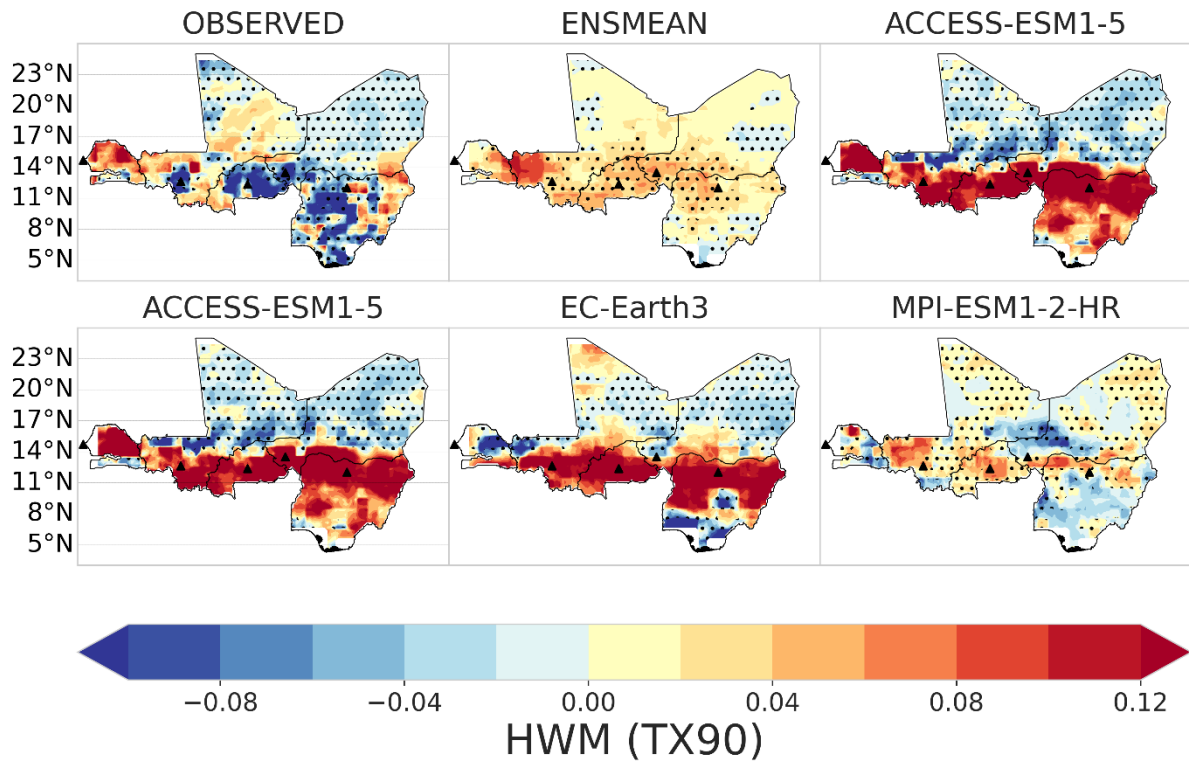 OBSERVED
ENSMEAN
ACCESS-ESM1-5
23°N
20°N
17°N
14°N
11°N
8°N
5°N
ACCESS-ESM1-5
EC-Earth3
MPI-ESM1-2-HR
23°N
20°N
17°N
14°N
11°N
8°N
5°N
−0.08
−0.04
0.00
0.04
0.08
0.12
HWM (TX90)